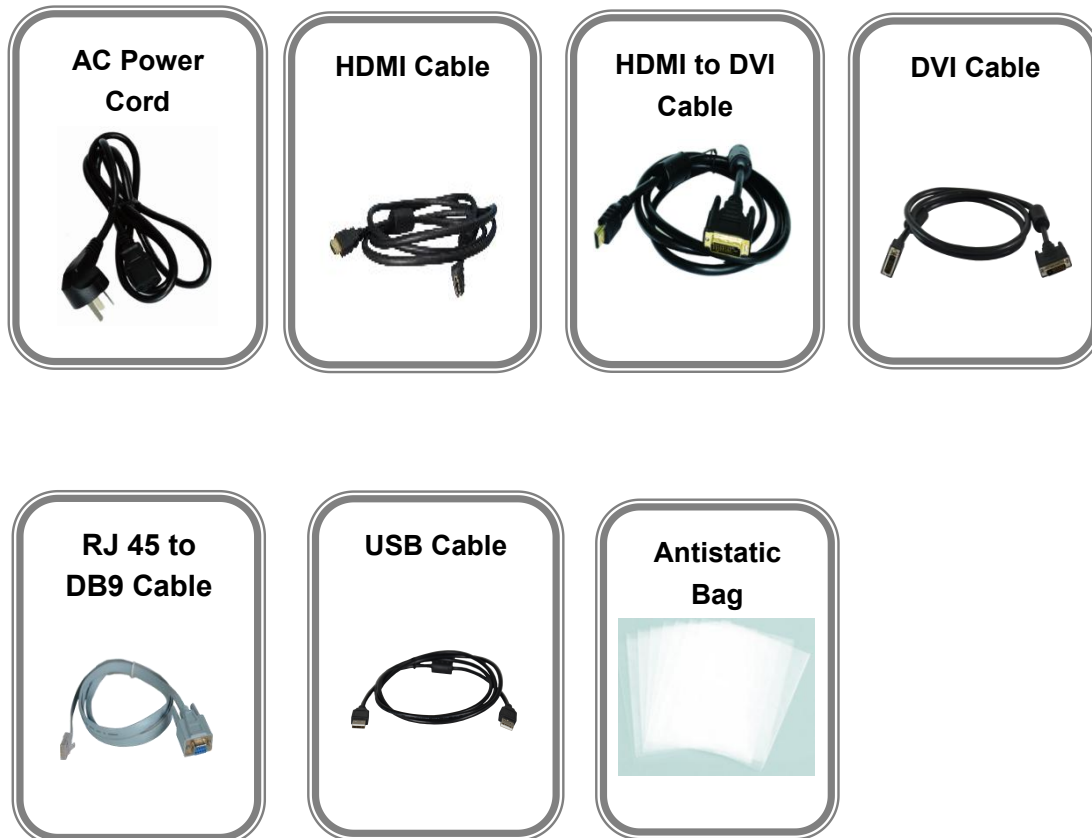 AC Power
Cord
HDMI Cable
HDMI to DVI
Cable
DVI Cable
RJ 45 to
DB9 Cable
USB Cable
Antistatic
Bag